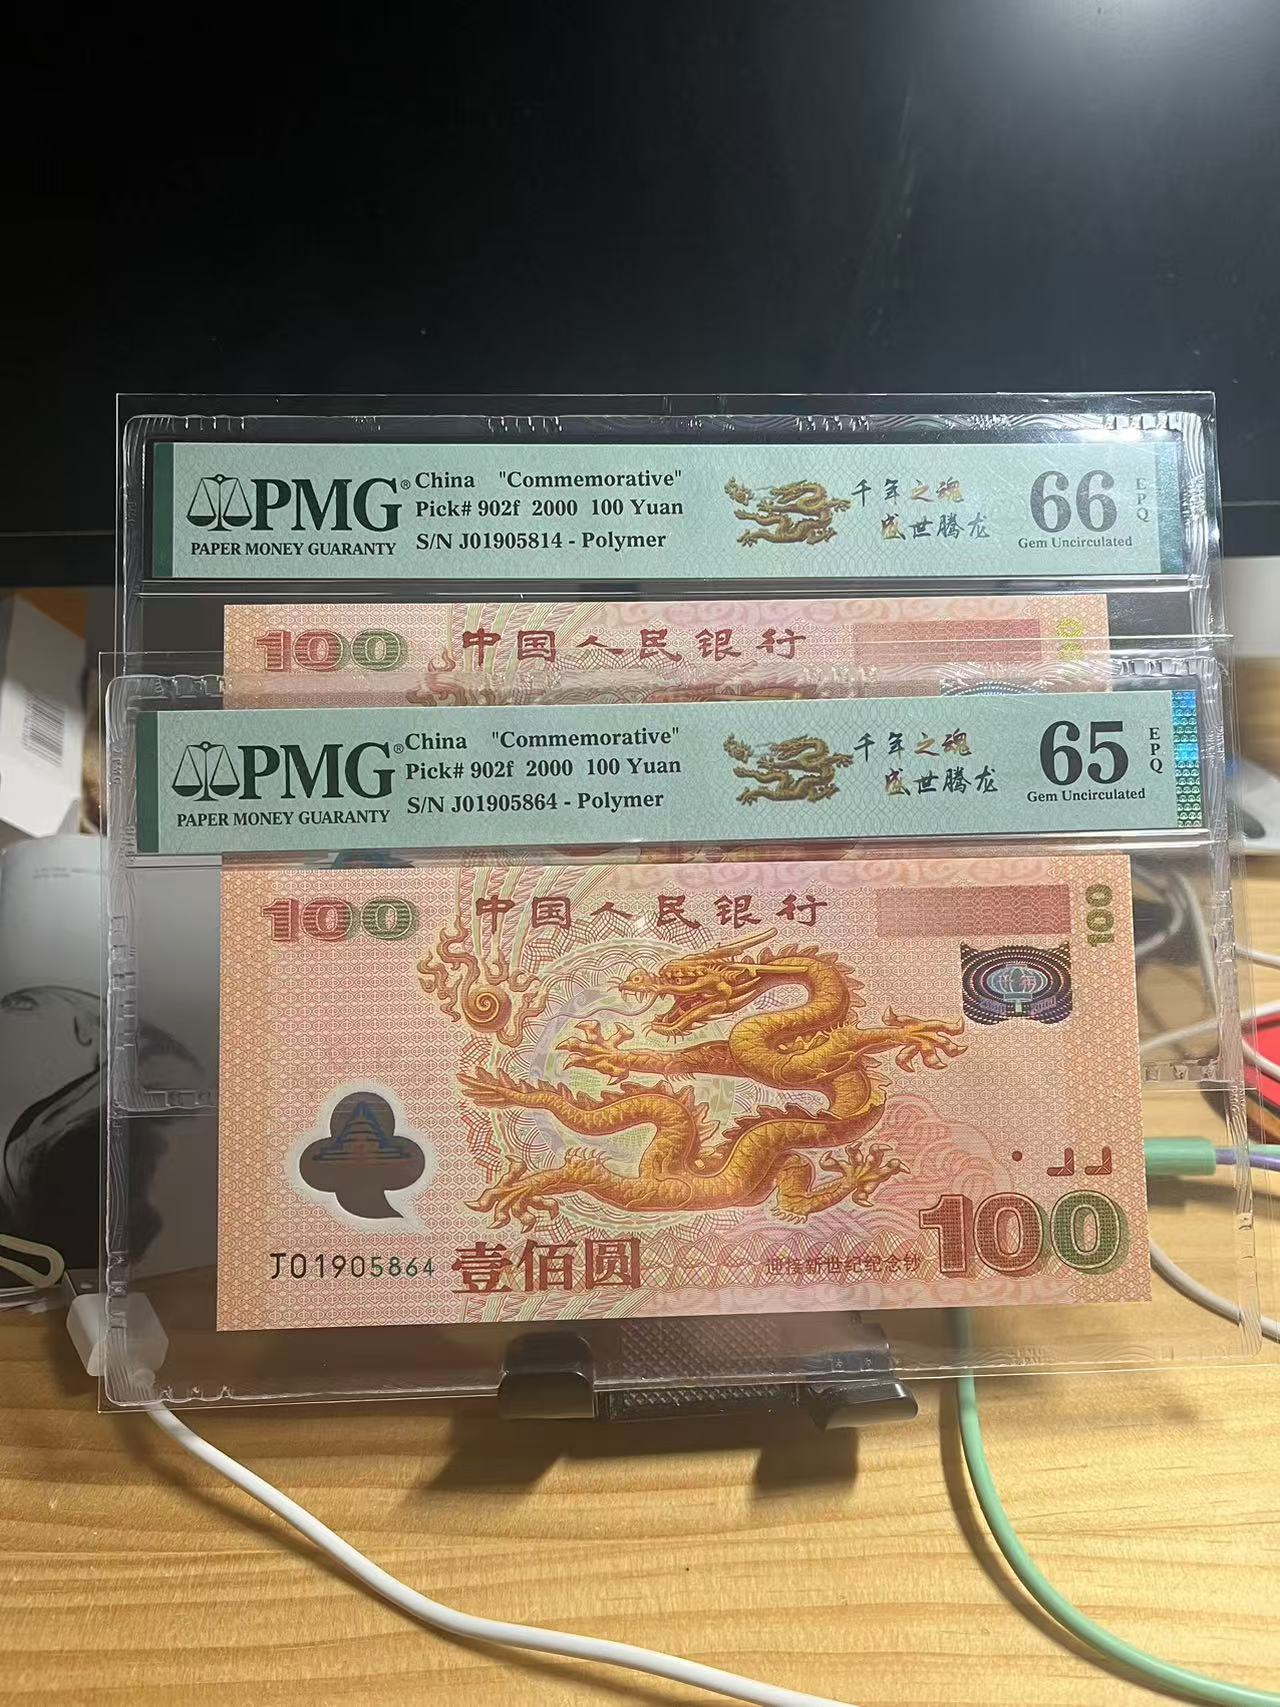 PMG®
PAPER MONEY GUARANTY
China "Commemorative"
Pick# 902f 2000 100 Yuan
S/N J01905814 - Polymer
千年之魂
盛世腾龙
66
EPQ
Gem Uncirculated
100
中国人民银行
PMG®
PAPER MONEY GUARANTY
China "Commemorative"
Pick# 902f 2000 100 Yuan
S/N J01905864 - Polymer
千年之魂
盛世腾龙
65
EPQ
Gem Uncirculated
100
中国人民银行
100
J01905864
壹佰圆
迎接新世纪纪念钞
100